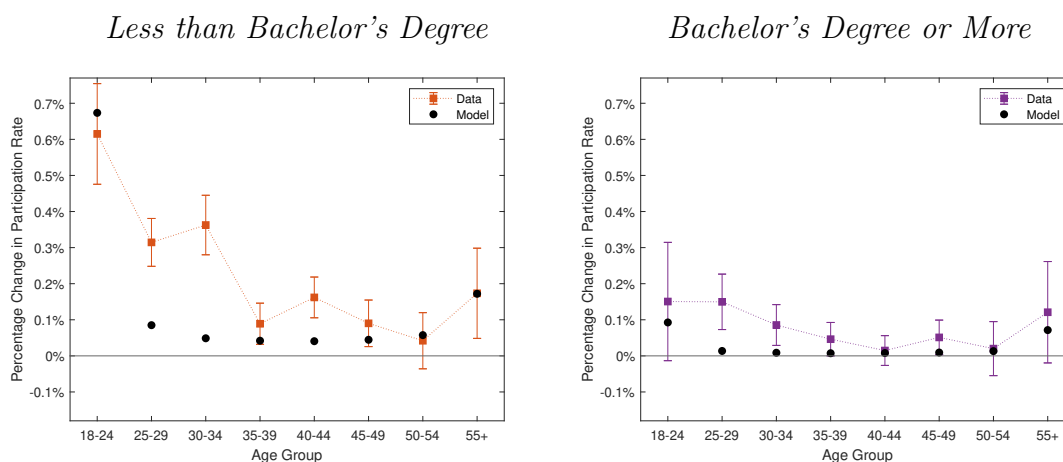 Less than Bachelor's Degree
0.7%
0.6%
0.5%
0.4%
0.3%
0.2%
0.1%
0%
-0.1%
Percentage Change in Participation Rate
Data
Model
18-24 25-29 30-34 35-39 40-44 45-49 50-54 55+
Age Group
Bachelor's Degree or More
0.7%
0.6%
0.5%
0.4%
0.3%
0.2%
0.1%
0%
-0.1%
Percentage Change in Participation Rate
Data
Model
18-24 25-29 30-34 35-39 40-44 45-49 50-54 55+
Age Group